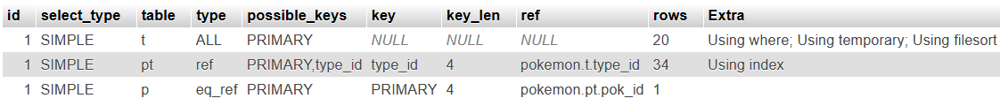 id select_type table type possible_keys key key_len ref rows Extra
1 SIMPLE t ALL PRIMARY NULL NULL NULL 20 Using where; Using temporary; Using filesort
1 SIMPLE pt ref PRIMARY,type_id type_id 4 pokemon.t.type_id 34 Using index
1 SIMPLE p eq_ref PRIMARY PRIMARY 4 pokemon.pt.pok_id 1